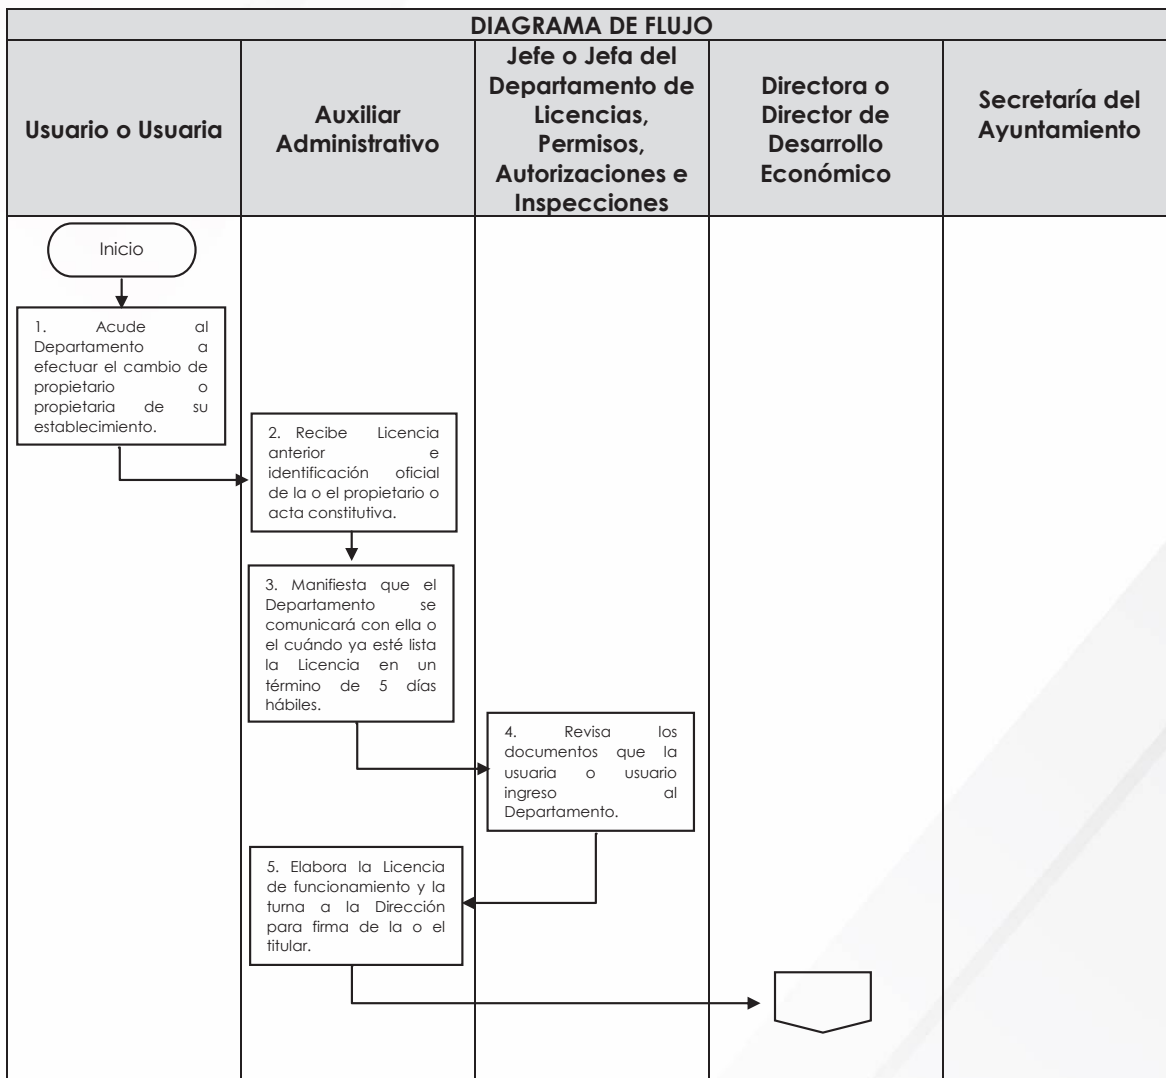 DIAGRAMA DE FLUJO
Usuario o Usuaria
Auxiliar
Administrativo
Jefe o Jefa del
Departamento de
Licencias,
Permisos,
Autorizaciones e
Inspecciones
Directora o
Director de
Desarrollo
Económico
Secretaría del
Ayuntamiento
Inicio
1. Acude al
Departamento a
efectuar el cambio de
propietario o
propietaria de su
establecimiento.
2. Recibe Licencia
anterior e
identificación oficial
de la o el propietario o
acta constitutiva.
3. Manifiesta que el
Departamento se
comunicará con ella o
el cuándo ya esté lista
la Licencia en un
término de 5 días
hábiles.
4. Revisa los
documentos que la
usuaria o usuario
ingreso al
Departamento.
5. Elabora la Licencia
de funcionamiento y la
turna a la Dirección
para firma de la o el
titular.